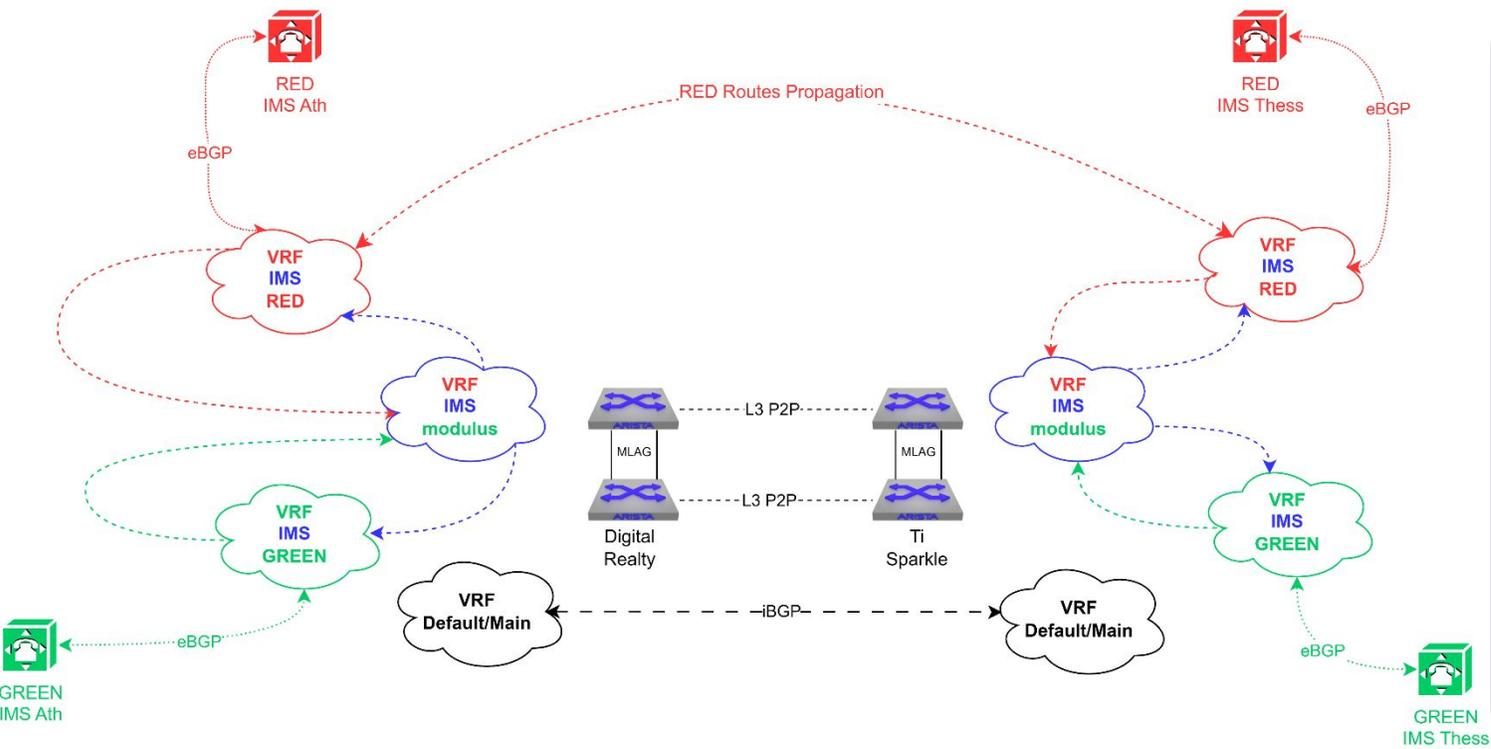 RED
IMS Ath
RED
IMS Thess
RED Routes Propagation
eBGP
eBGP
VRF
IMS
RED
VRF
IMS
RED
VRF
IMS
modulus
L3 P2P
VRF
IMS
modulus
ARISTA
ARISTA
MLAG
MLAG
VRF
IMS
GREEN
L3 P2P
VRF
IMS
GREEN
ARISTA
ARISTA
Digital
Realty
Ti
Sparkle
VRF
Default/Main
iBGP
VRF
Default/Main
eBGP
eBGP
GREEN
IMS Ath
GREEN
IMS Thess